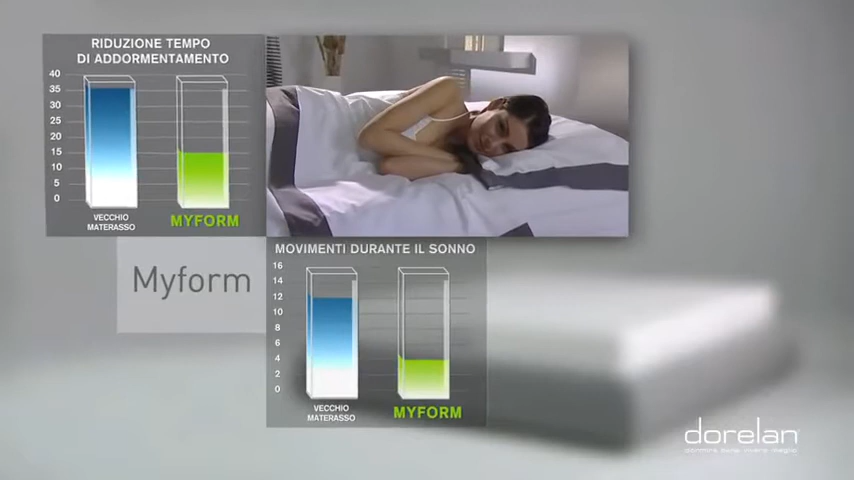 RIDUZIONE TEMPO
DI ADDORMENTAMENTO
40
35
30
25
20
15
10
5
0
VECCHIO
MATERASSO
MYFORM
Myform
MOVIMENTI DURANTE IL SONNO
16
14
12
10
8
6
4
2
0
VECCHIO
MATERASSO
MYFORM
dorelan